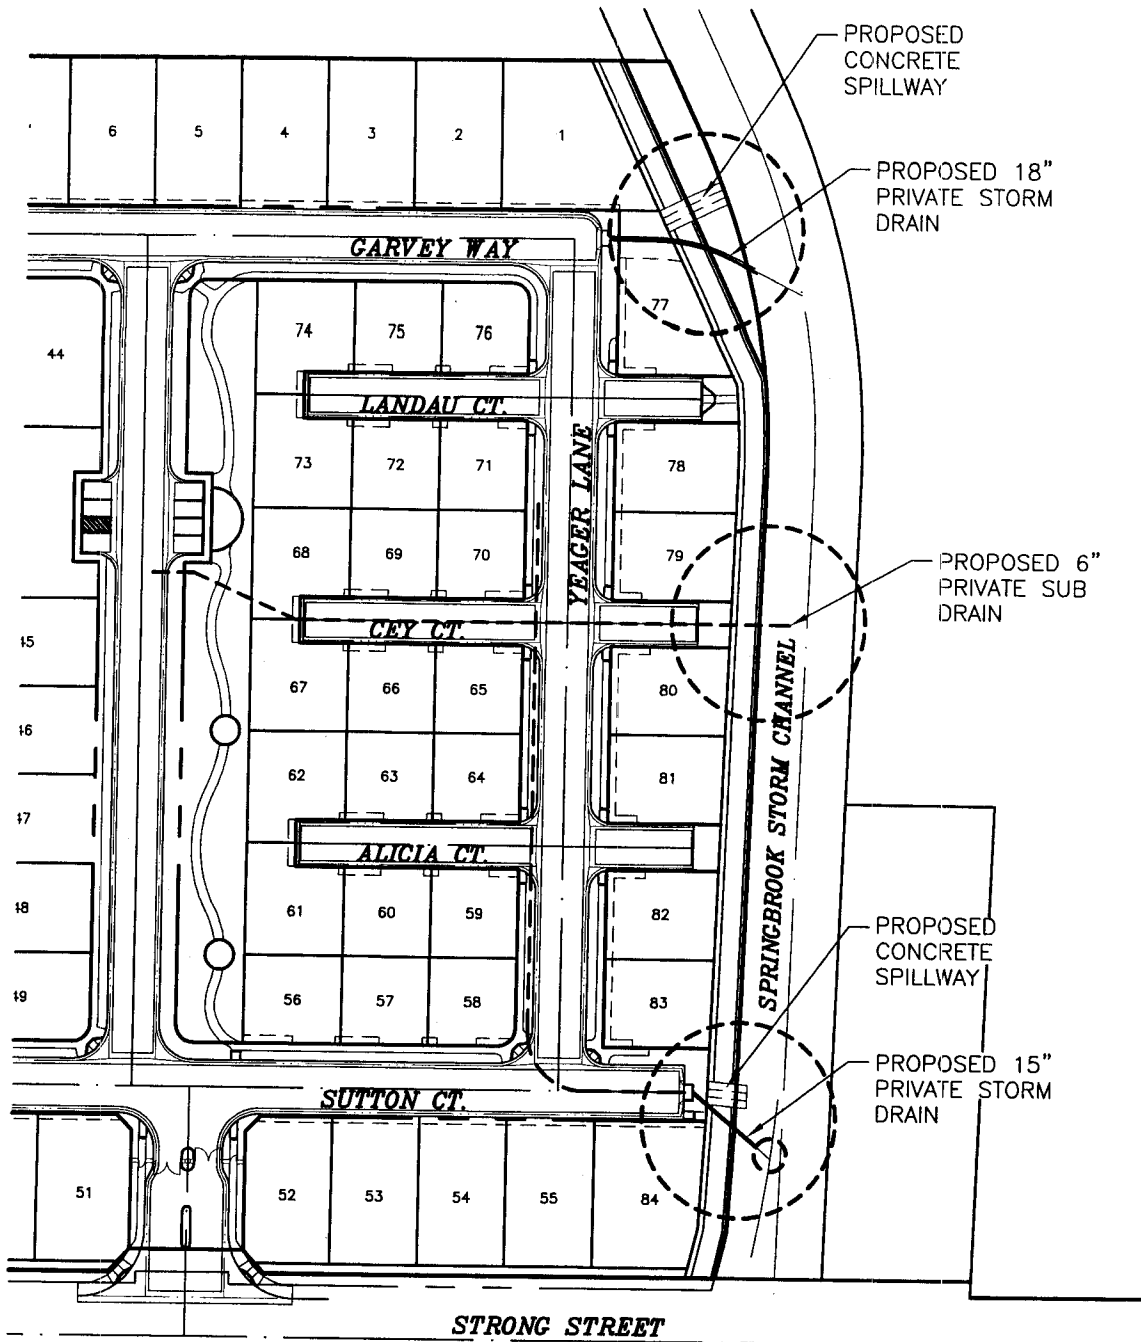 PROPOSED
CONCRETE
SPILLWAY
6
5
4
3
2
1
PROPOSED 18"
PRIVATE STORM
DRAIN
GARVEY WAY
77
74
75
76
44
LANDAU CT.
73
72
71
78
YEAGER LANE
68
69
70
79
PROPOSED 6"
PRIVATE SUB
DRAIN
CEY CT.
45
67
66
65
80
46
62
63
64
81
SPRINGBROOK STORM CHANNEL
47
ALICIA CT.
48
61
60
59
82
PROPOSED
CONCRETE
SPILLWAY
49
56
57
58
83
PROPOSED 15"
PRIVATE STORM
DRAIN
SUTTON CT.
51
52
53
54
55
84
STRONG STREET